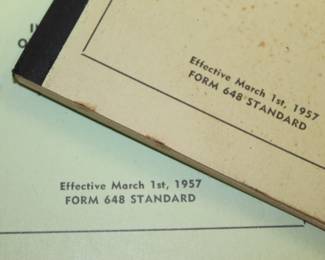 Effective March 1st, 1957
FORM 648 STANDARD
Effective March 1st, 1957
FORM 648 STANDARD